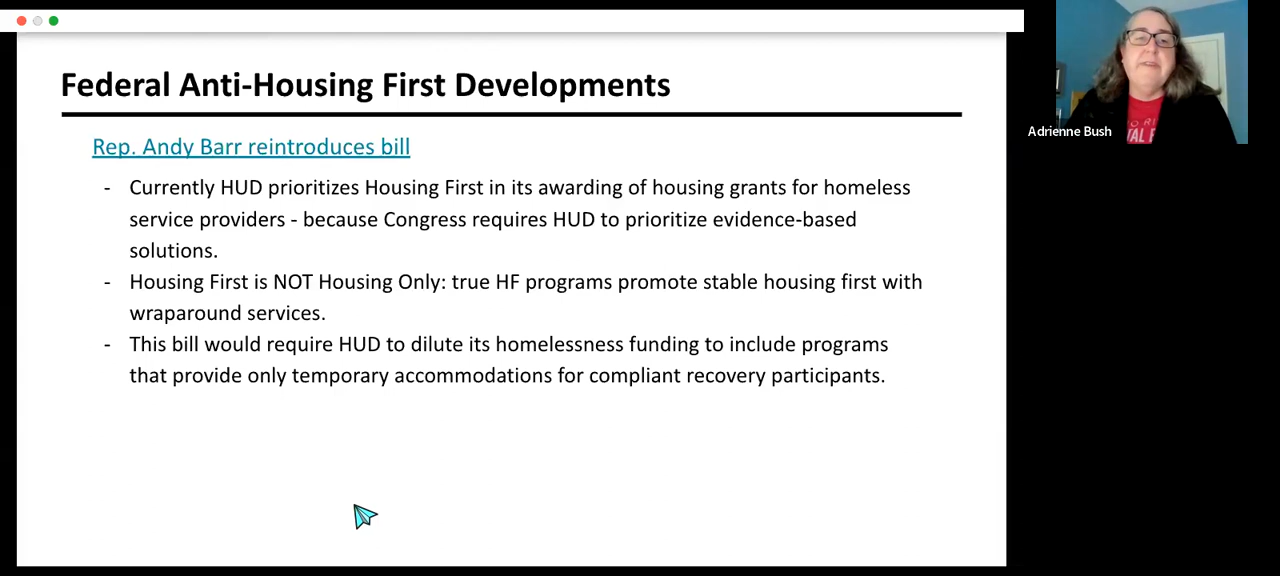 Federal Anti-Housing First Developments
Rep. Andy Barr reintroduces bill
- Currently HUD prioritizes Housing First in its awarding of housing grants for homeless
service providers - because Congress requires HUD to prioritize evidence-based
solutions.
- Housing First is NOT Housing Only: true HF programs promote stable housing first with
wraparound services.
- This bill would require HUD to dilute its homelessness funding to include programs
that provide only temporary accommodations for compliant recovery participants.
Adrienne Bush